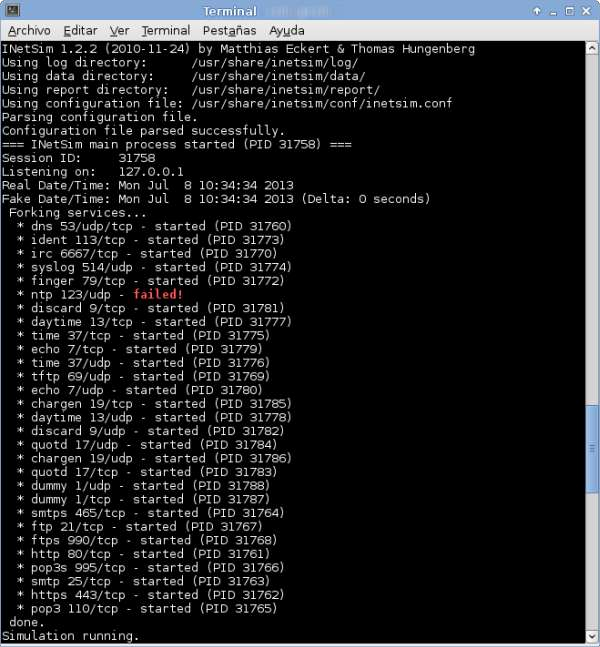 Terminal
Archivo Editar Ver Terminal Pestañas Ayuda
INetSim 1.2.2 (2010-11-24) by Matthias Eckert & Thomas Hungenberg
Using log directory:      /usr/share/inetsim/log/
Using data directory:     /usr/share/inetsim/data/
Using report directory:   /usr/share/inetsim/report/
Using configuration file: /usr/share/inetsim/conf/inetsim.conf
Parsing configuration file.
Configuration file parsed successfully.
=== INetSim main process started (PID 31758) ===
Session ID:     31758
Listening on:   127.0.0.1
Real Date/Time: Mon Jul  8 10:34:34 2013
Fake Date/Time: Mon Jul  8 10:34:34 2013 (Delta: 0 seconds)
 Forking services...
  * dns 53/udp/tcp - started (PID 31760)
  * ident 113/tcp - started (PID 31773)
  * irc 6667/tcp - started (PID 31770)
  * syslog 514/udp - started (PID 31774)
  * finger 79/tcp - started (PID 31772)
  * ntp 123/udp - failed!
  * discard 9/tcp - started (PID 31781)
  * daytime 13/tcp - started (PID 31777)
  * time 37/tcp - started (PID 31775)
  * echo 7/tcp - started (PID 31779)
  * time 37/udp - started (PID 31776)
  * tftp 69/udp - started (PID 31769)
  * echo 7/udp - started (PID 31780)
  * chargen 19/tcp - started (PID 31785)
  * daytime 13/udp - started (PID 31778)
  * discard 9/udp - started (PID 31782)
  * quotd 17/udp - started (PID 31784)
  * chargen 19/udp - started (PID 31786)
  * quotd 17/tcp - started (PID 31783)
  * dummy 1/udp - started (PID 31788)
  * dummy 1/tcp - started (PID 31787)
  * smtps 465/tcp - started (PID 31764)
  * ftp 21/tcp - started (PID 31767)
  * ftps 990/tcp - started (PID 31768)
  * http 80/tcp - started (PID 31761)
  * pop3s 995/tcp - started (PID 31766)
  * smtp 25/tcp - started (PID 31763)
  * https 443/tcp - started (PID 31762)
  * pop3 110/tcp - started (PID 31765)
 done.
Simulation running.